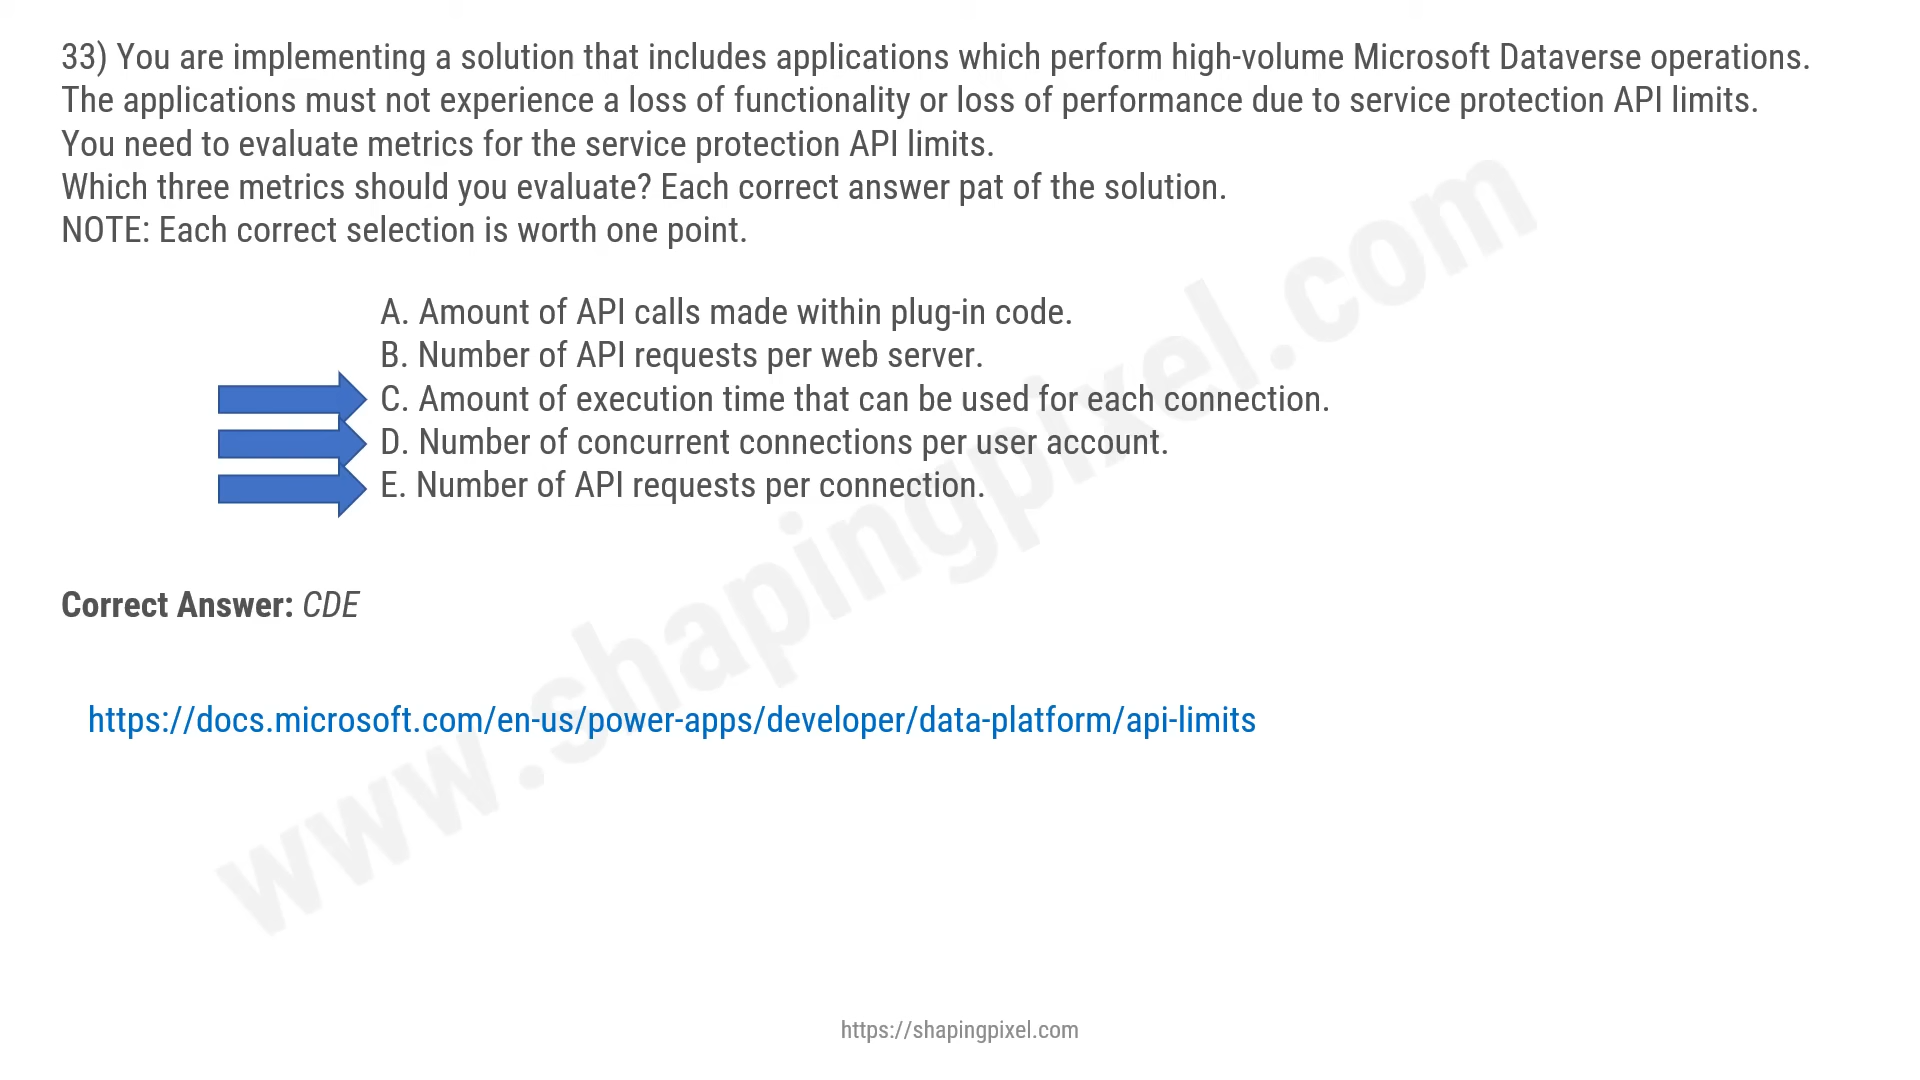 33) You are implementing a solution that includes applications which perform high-volume Microsoft Dataverse operations.
The applications must not experience a loss of functionality or loss of performance due to service protection API limits.
You need to evaluate metrics for the service protection API limits.
Which three metrics should you evaluate? Each correct answer pat of the solution.
NOTE: Each correct selection is worth one point.
A. Amount of API calls made within plug-in code.
B. Number of API requests per web server.
C. Amount of execution time that can be used for each connection.
D. Number of concurrent connections per user account.
E. Number of API requests per connection.
Correct Answer: CDE
https://docs.microsoft.com/en-us/power-apps/developer/data-platform/api-limits
www.shapingpixel.com
https://shapingpixel.com